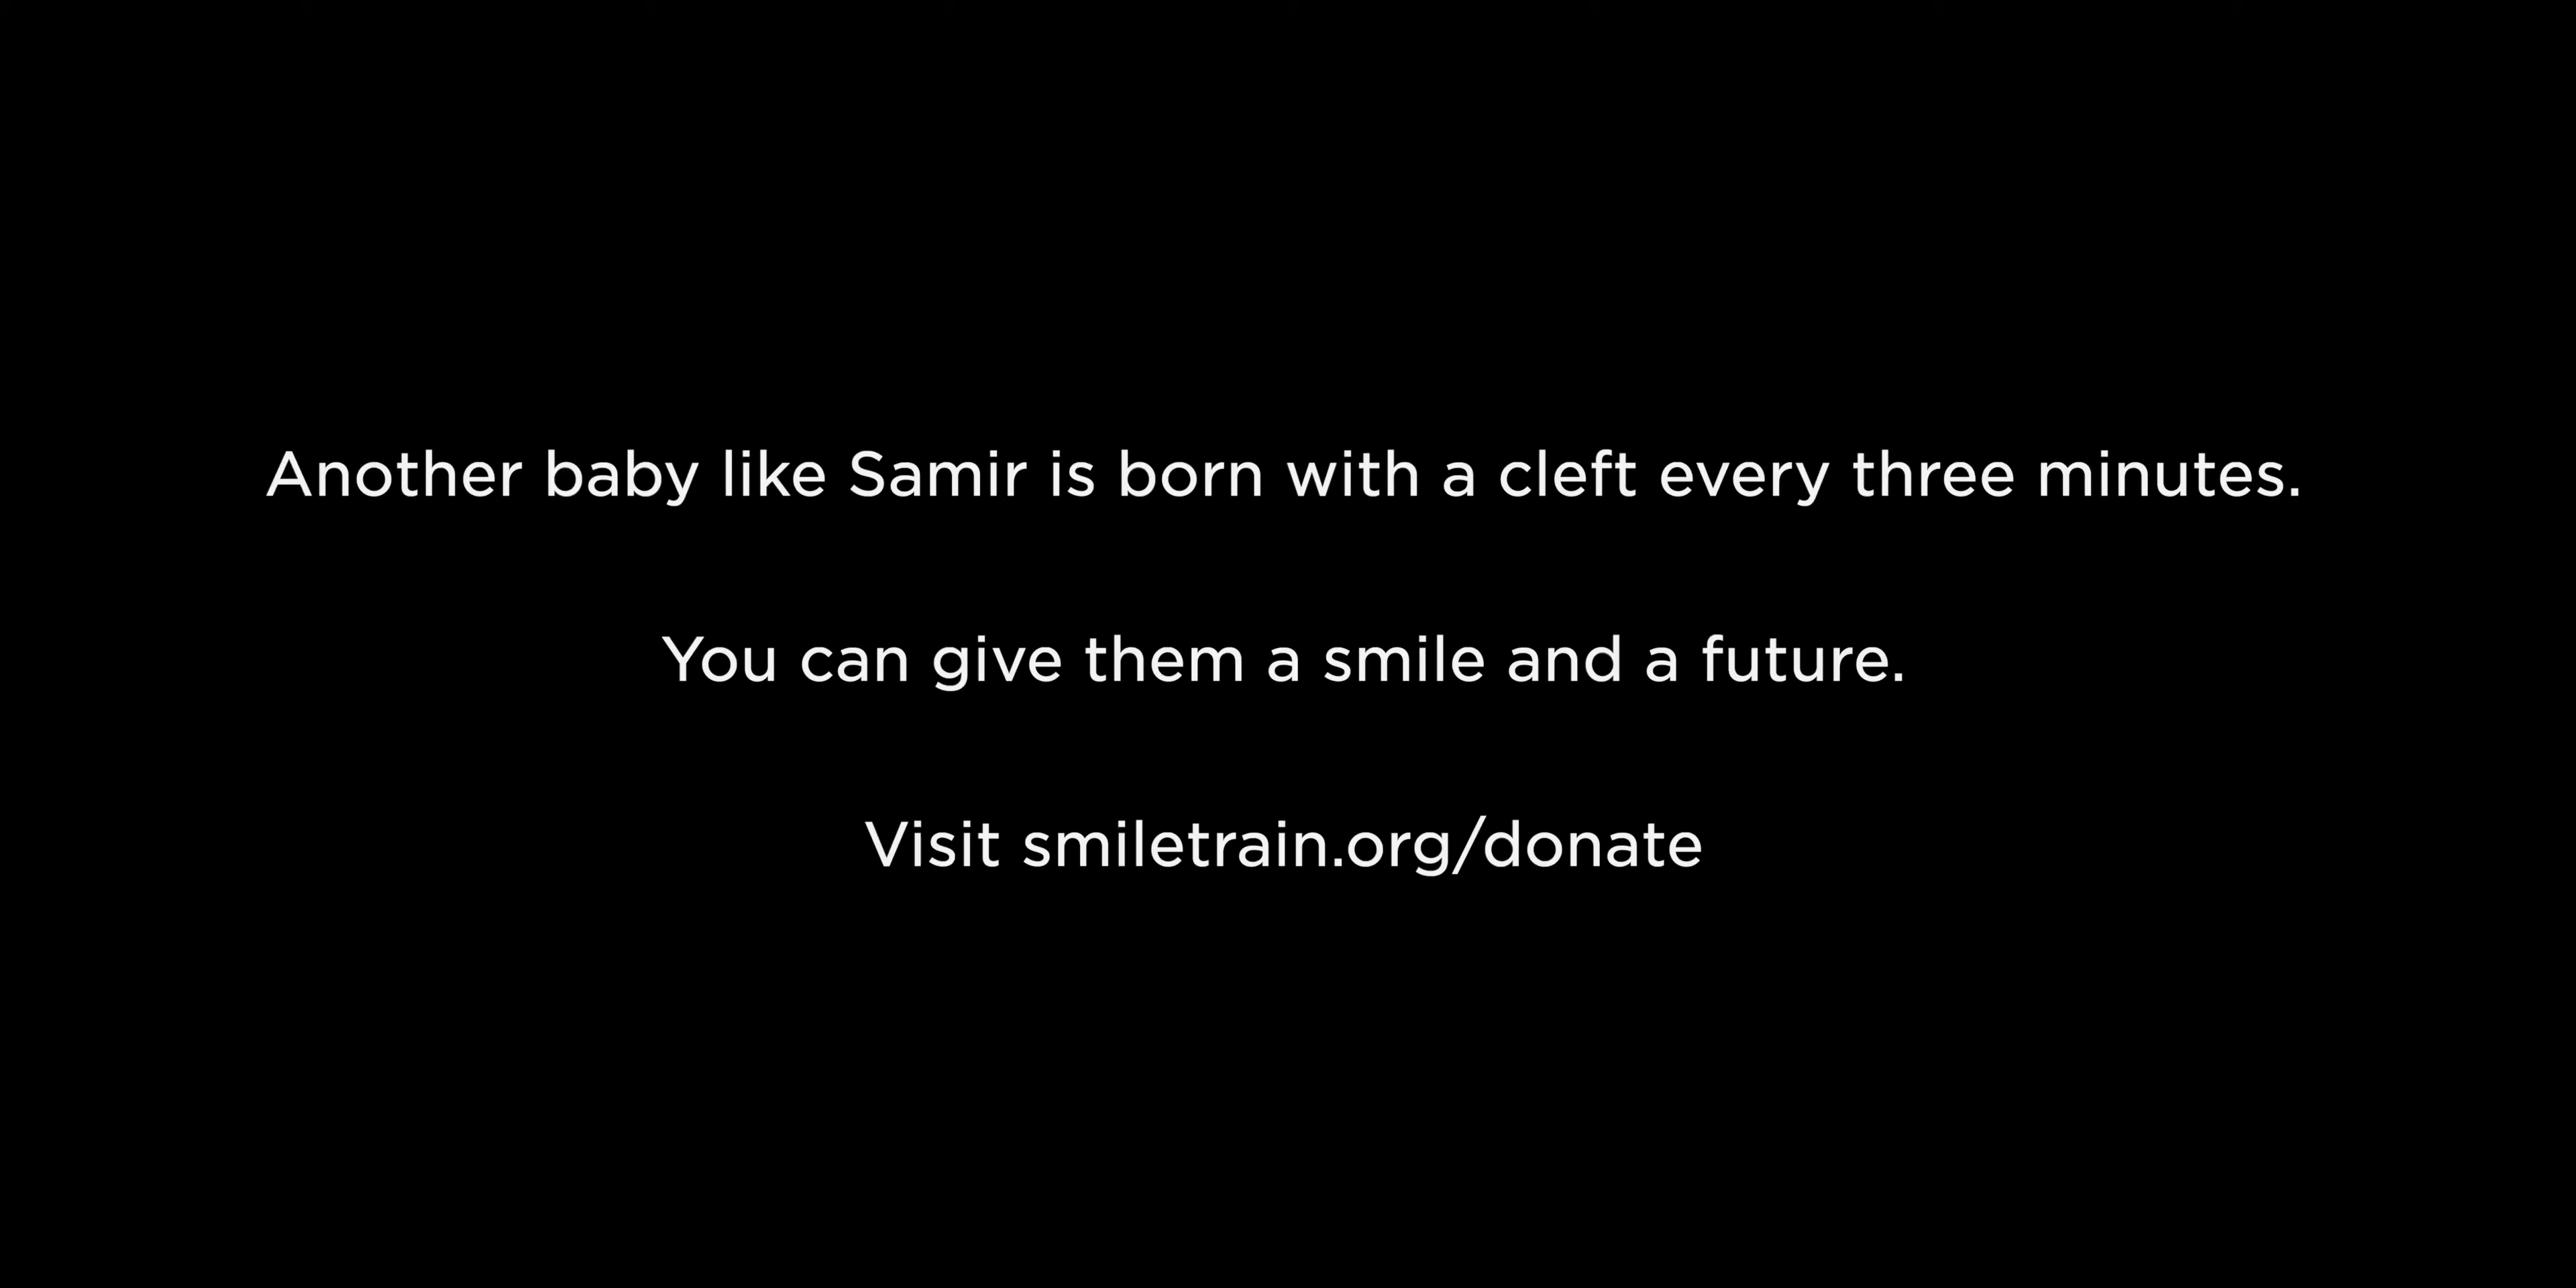 Another baby like Samir is born with a cleft every three minutes.
You can give them a smile and a future.
Visit smiletrain.org/donate